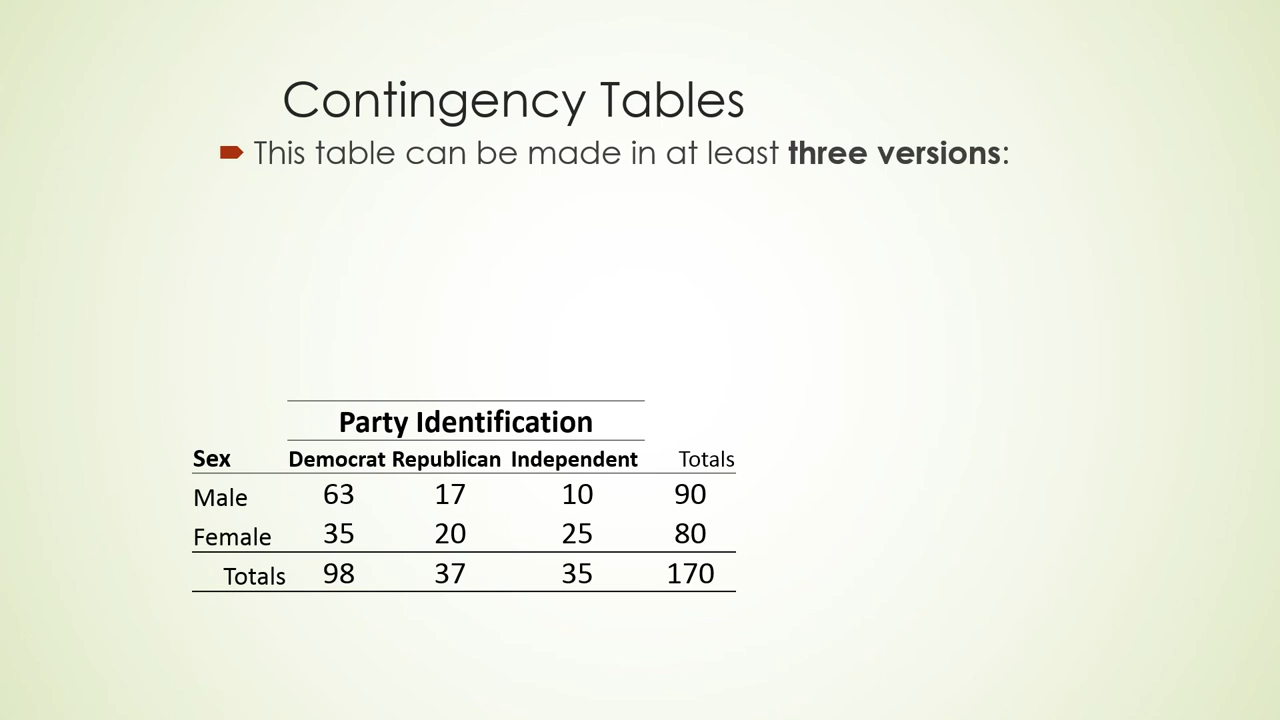 Contingency Tables
This table can be made in at least three versions:
Party Identification
Sex Democrat Republican Independent Totals
Male 63 17 10 90
Female 35 20 25 80
Totals 98 37 35 170